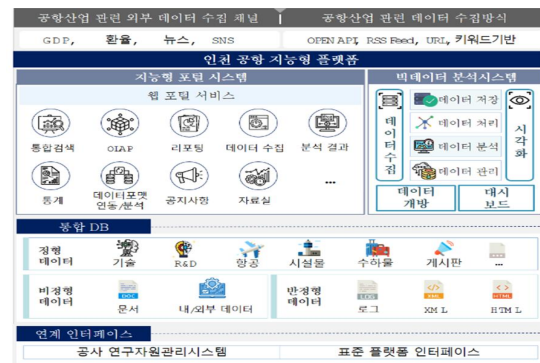 공항산업 관련 외부 데이터 수집 채널
공항산업 관련 데이터 수집방식
GDP, 환율, 뉴스, SNS
OPEN API, RSS Feed, URL, 키워드기반
인천 공항 지능형 플랫폼
지능형 포털 시스템
빅데이터 분석시스템
웹 포털 서비스
통합검색
OLAP
리포팅
데이터 수집
분석 결과
통계
데이터포맷
연동/분석
공지사항
자료실
...
데이터수집
데이터 저장
데이터 처리
데이터 분석
데이터 관리
시각화
데이터
개방
대시
보드
통합 DB
정형
데이터
기술
R&D
항공
시설물
수하물
게시판
...
비정형
데이터
DOC
문서
내/외부 데이터
반정형
데이터
LOG
로그
XML
XML
HTML
HTML
연계 인터페이스
공사 연구자원관리시스템
표준 플랫폼 인터페이스